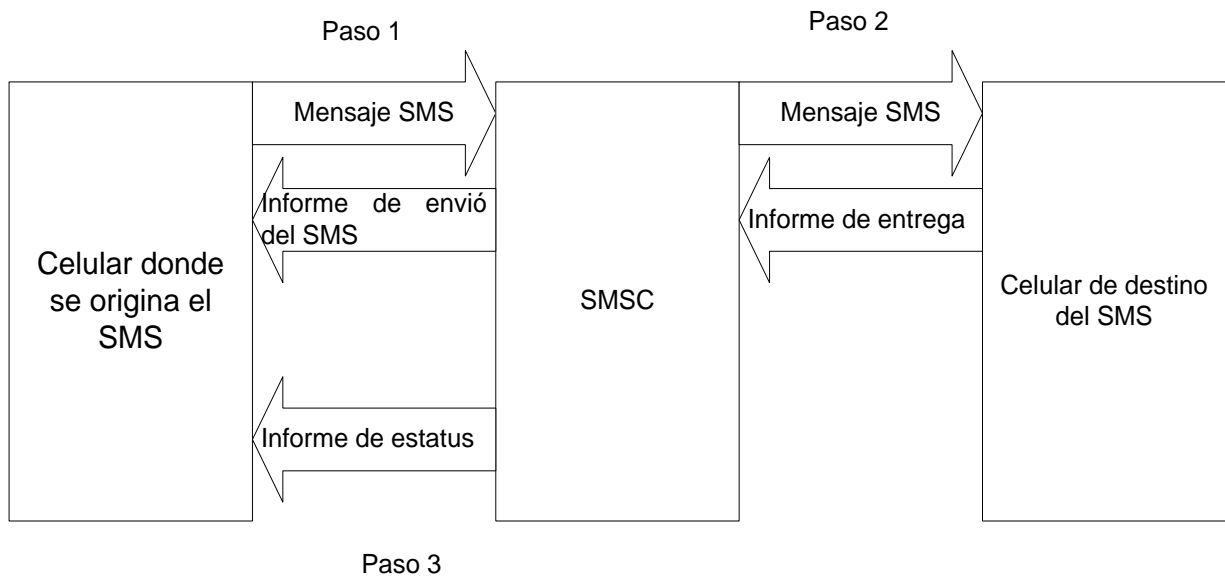 Paso 1
Paso 2
Mensaje SMS
Mensaje SMS
Informe de envió
del SMS
Informe de entrega
Celular donde
se origina el
SMS
SMSC
Celular de destino
del SMS
Informe de estatus
Paso 3